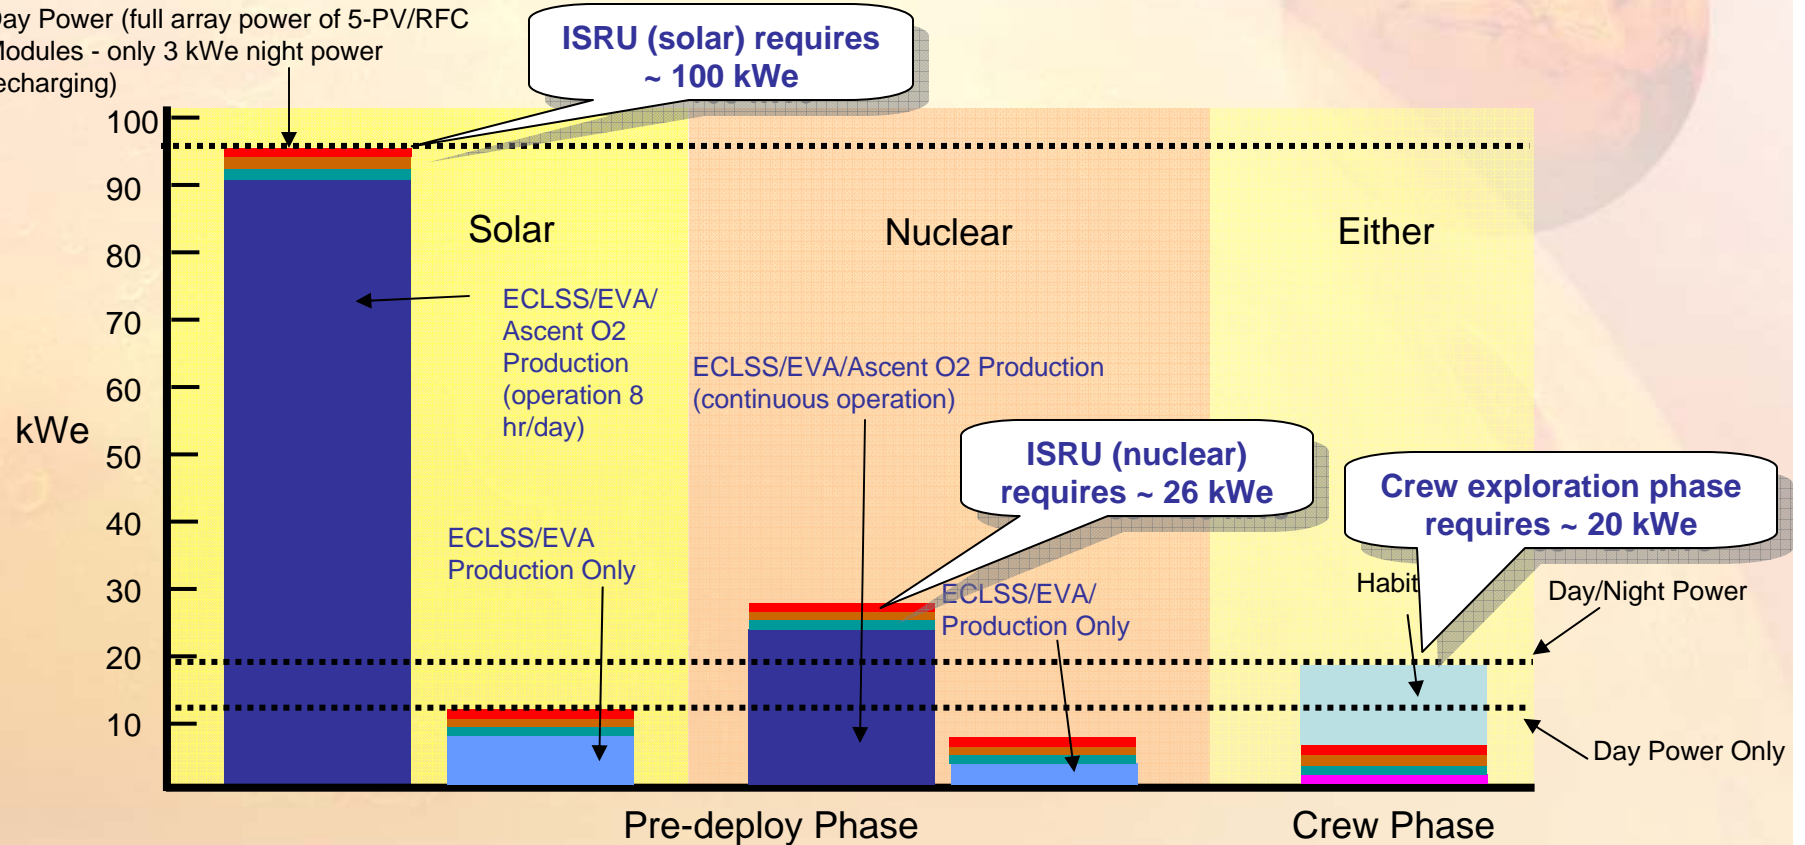 ay Power (full array power of 5-PV/RFC
odules - only 3 kWe night power
echarging)
ISRU (solar) requires
~ 100 kWe
100
90
80
70
60
50
40
30
20
10
kWe
Solar
Nuclear
Either
ECLSS/EVA/
Ascent O2
Production
(operation 8
hr/day)
ECLSS/EVA/Ascent O2 Production
(continuous operation)
ISRU (nuclear)
requires ~ 26 kWe
Crew exploration phase
requires ~ 20 kWe
ECLSS/EVA
Production Only
ECLSS/EVA/
Production Only
Habit
Day/Night Power
Day Power Only
Pre-deploy Phase
Crew Phase